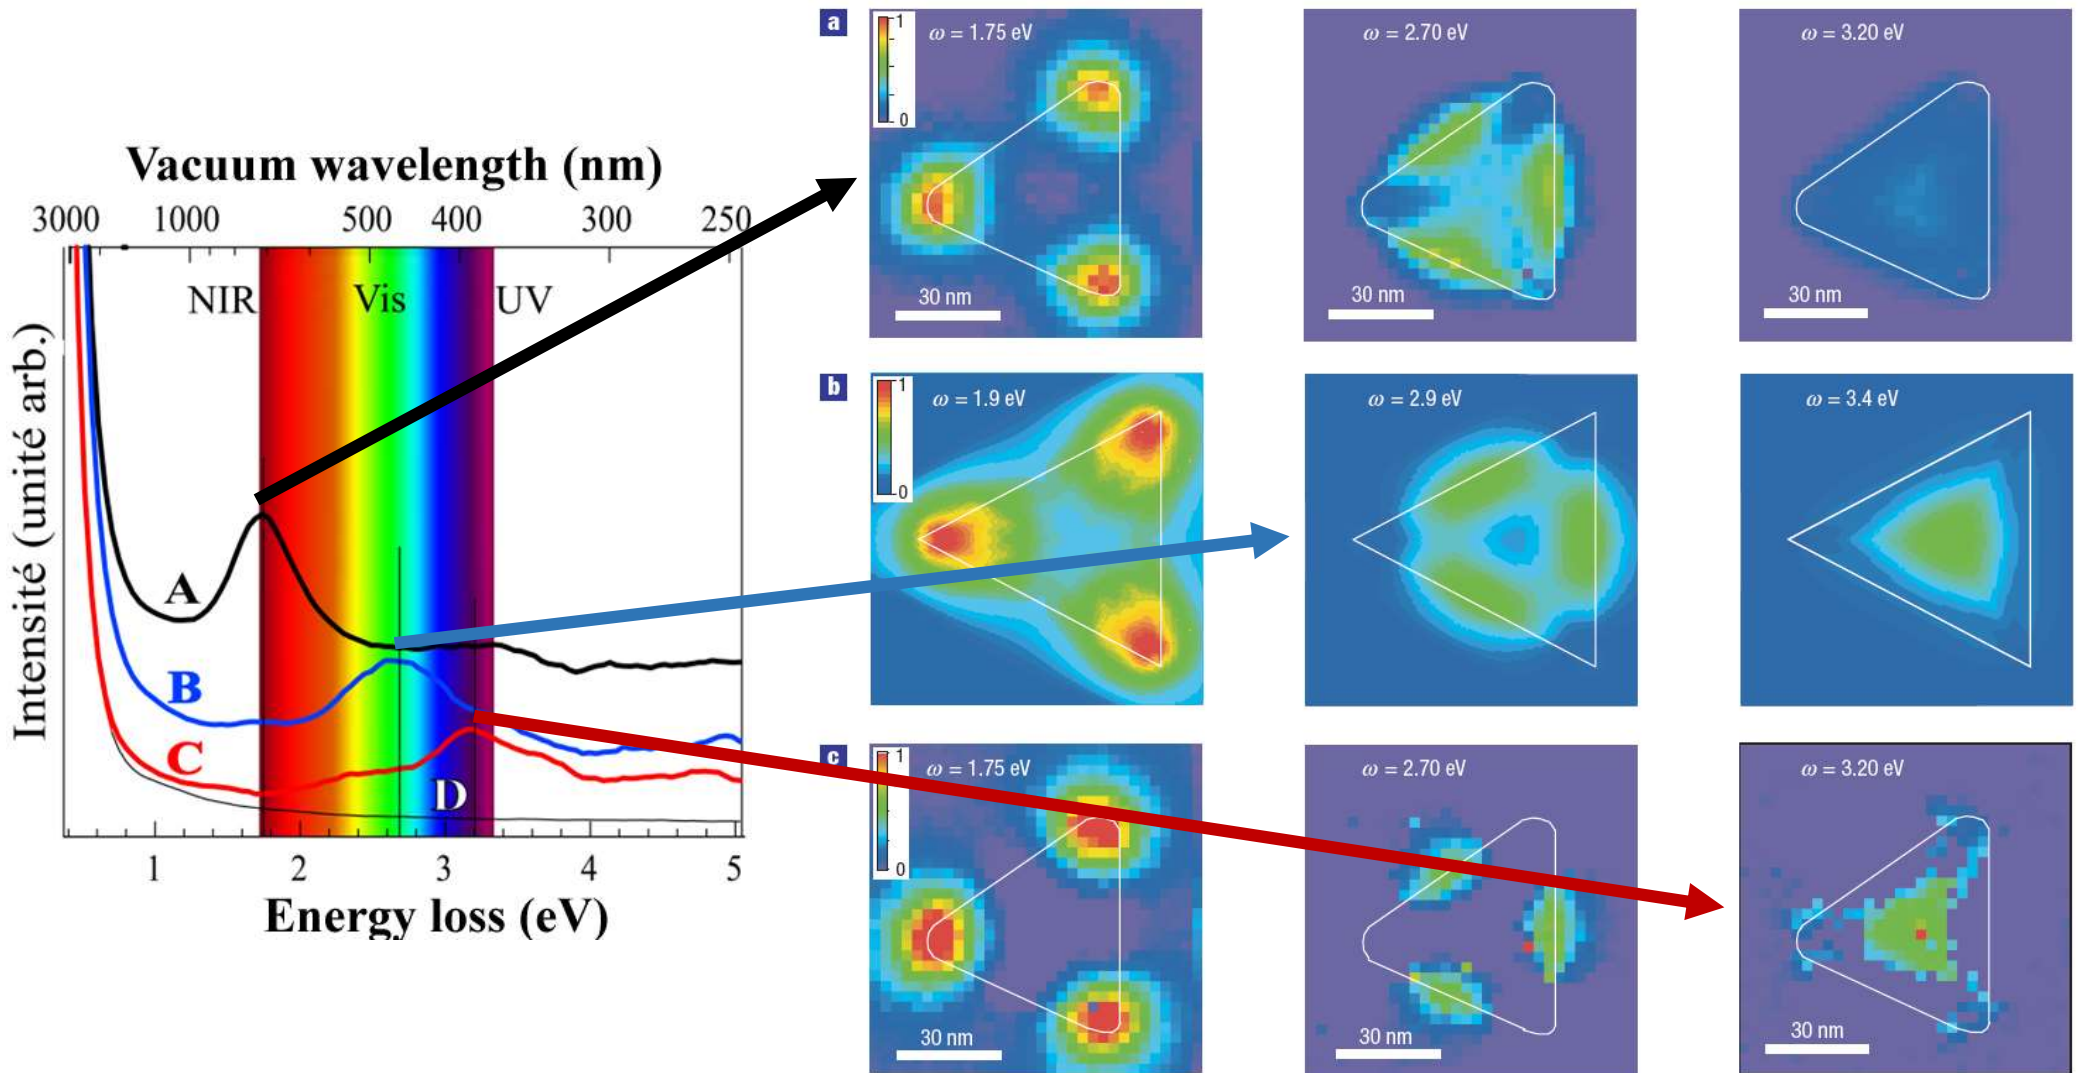 Vacuum wavelength (nm)
3000 1000 500 400 300 250
NIR Vis UV
Intensité (unité arb.)
A
B
C
D
1 2 3 4 5
Energy loss (eV)
a
1
0
ω = 1.75 eV
30 nm
ω = 2.70 eV
30 nm
ω = 3.20 eV
30 nm
b
1
0
ω = 1.9 eV
ω = 2.9 eV
ω = 3.4 eV
c
1
0
ω = 1.75 eV
30 nm
ω = 2.70 eV
30 nm
ω = 3.20 eV
30 nm